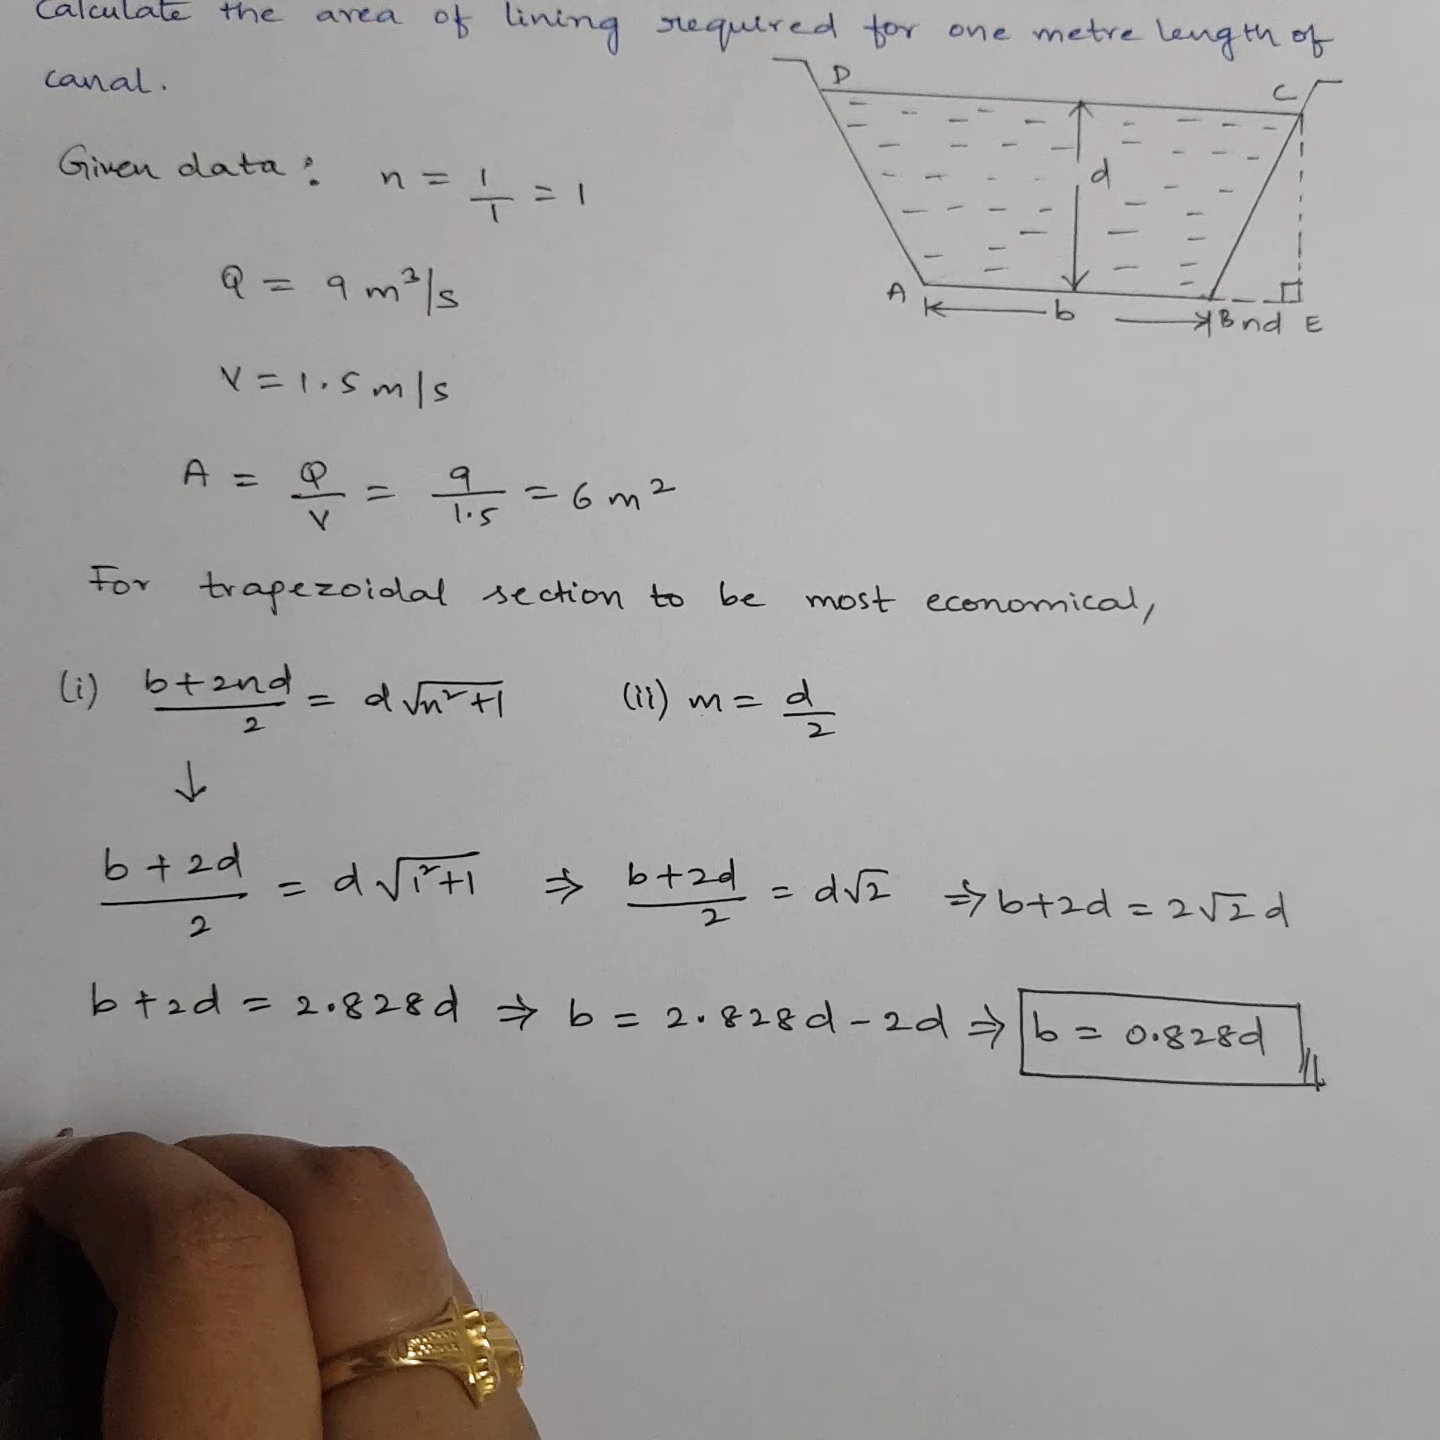 Calculate the area of lining required for one metre length of
canal.
D
C
d
A
b
B nd E
Given data : n = 1/1 = 1
Q = 9 m³/s
V = 1.5 m/s
A = Q/V = 9/1.5 = 6 m²
For trapezoidal section to be most economical,
(i) b+2nd/2 = d√n²+1 (ii) m = d/2
↓
b+2d/2 = d√1²+1 ⇒ b+2d/2 = d√2 ⇒ b+2d = 2√2 d
b+2d = 2.828d ⇒ b = 2.828d - 2d ⇒ b = 0.828d